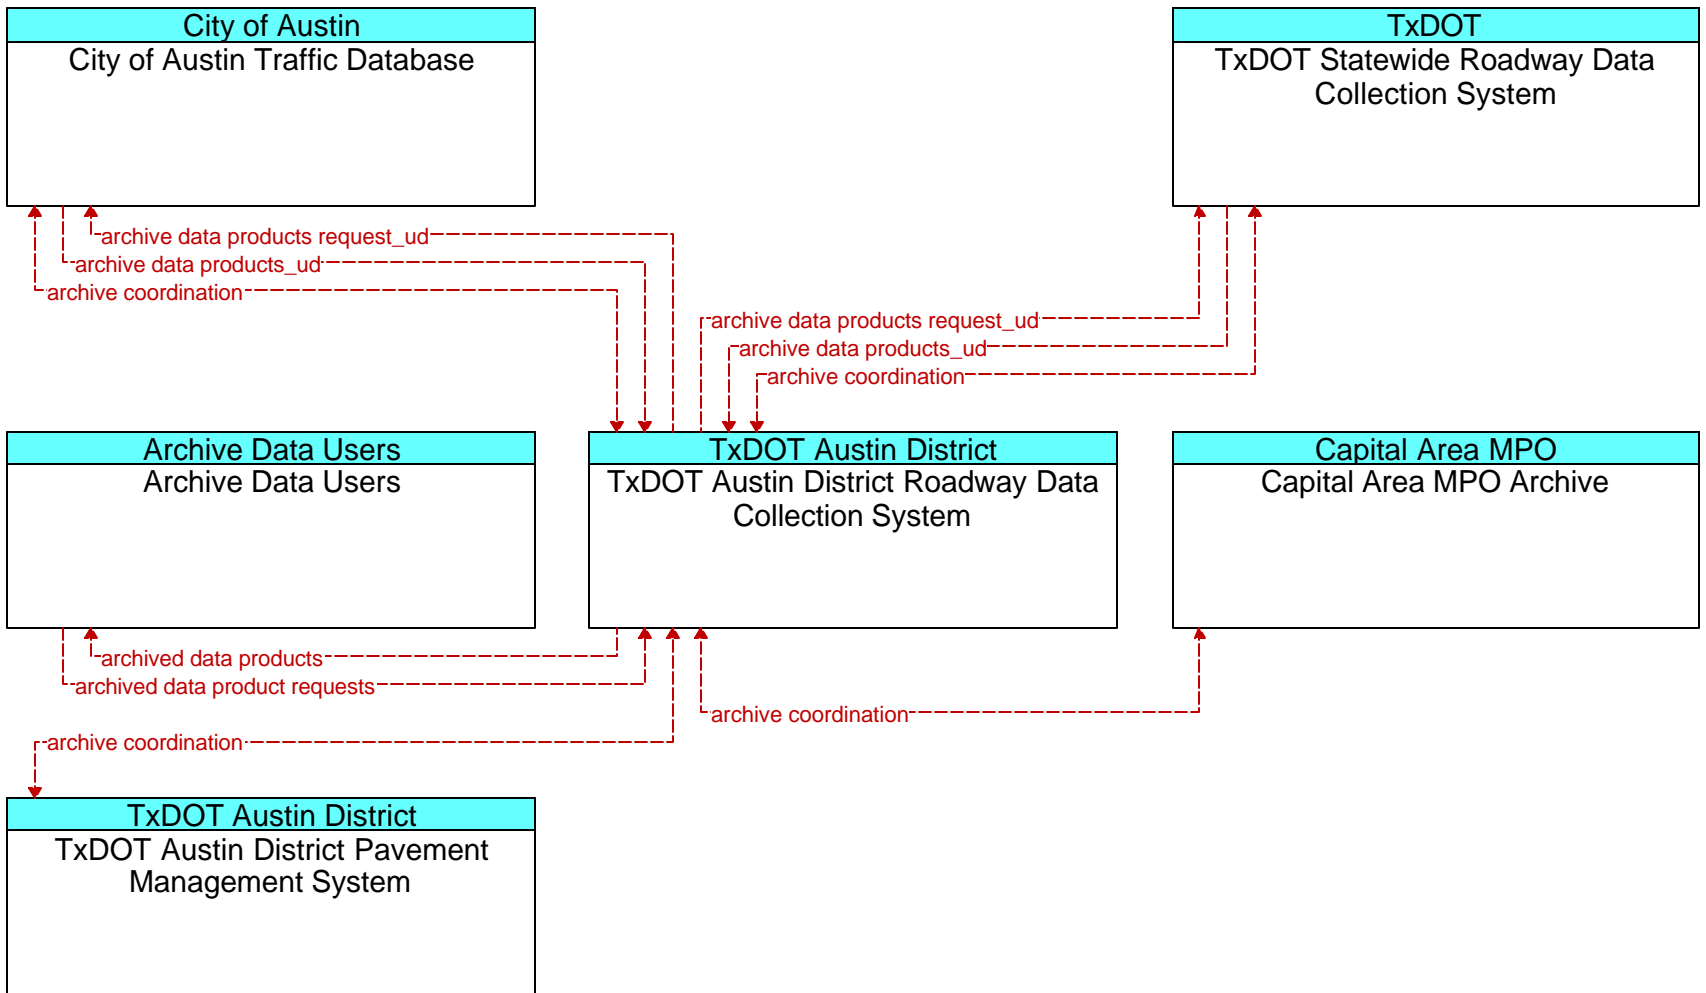 City of Austin
City of Austin Traffic Database
TxDOT
TxDOT Statewide Roadway Data
Collection System
archive data products request_ud
archive data products_ud
archive coordination
archive data products request_ud
archive data products_ud
archive coordination
Archive Data Users
Archive Data Users
TxDOT Austin District
TxDOT Austin District Roadway Data
Collection System
Capital Area MPO
Capital Area MPO Archive
archived data products
archived data product requests
archive coordination
archive coordination
TxDOT Austin District
TxDOT Austin District Pavement
Management System